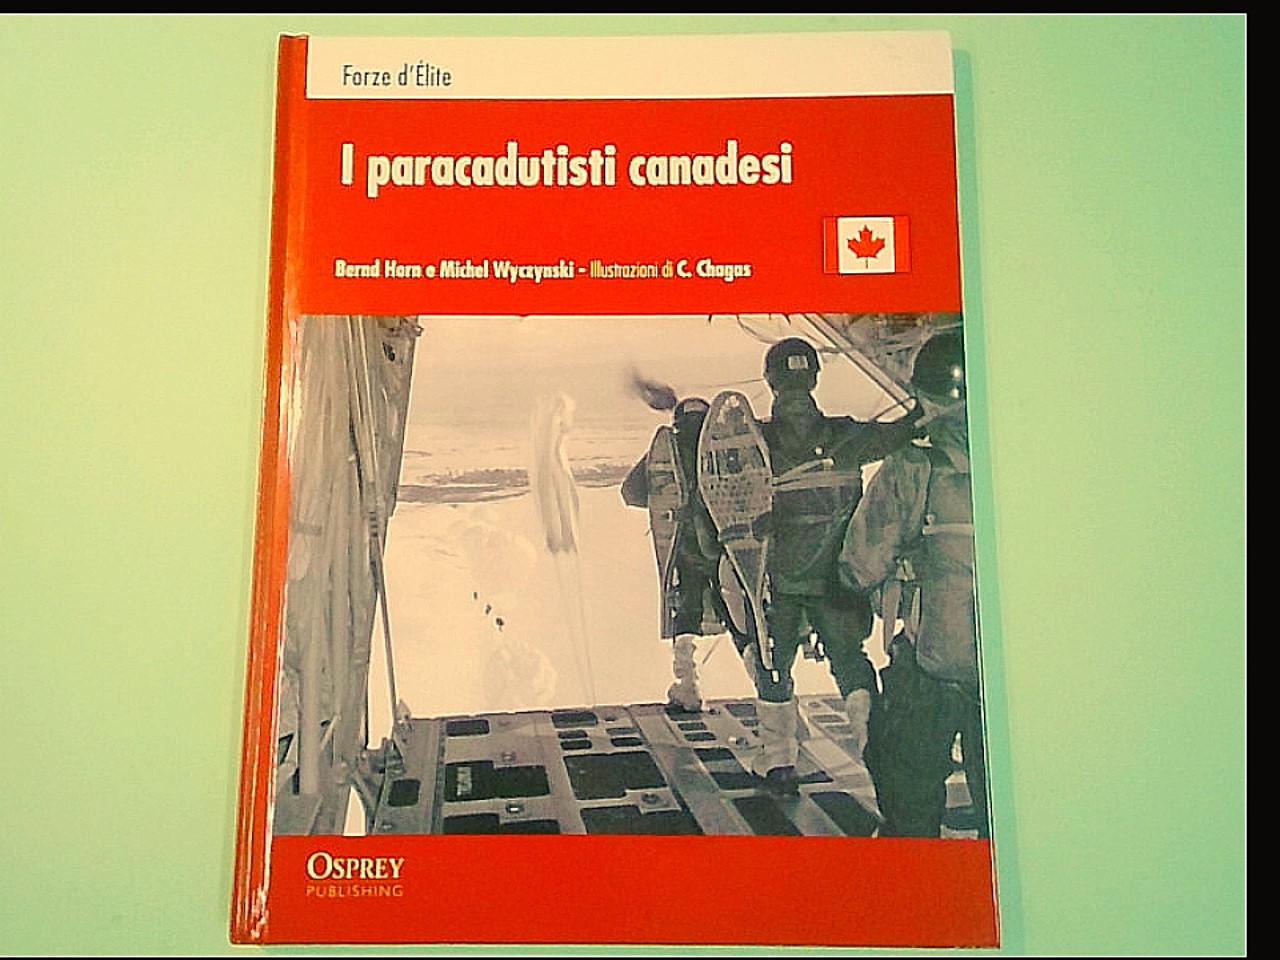 Forze d'Élite
I paracadutisti canadesi
Bernd Horn e Michel Wyczynski - Illustrazioni di C. Chagas
OSPREY
PUBLISHING